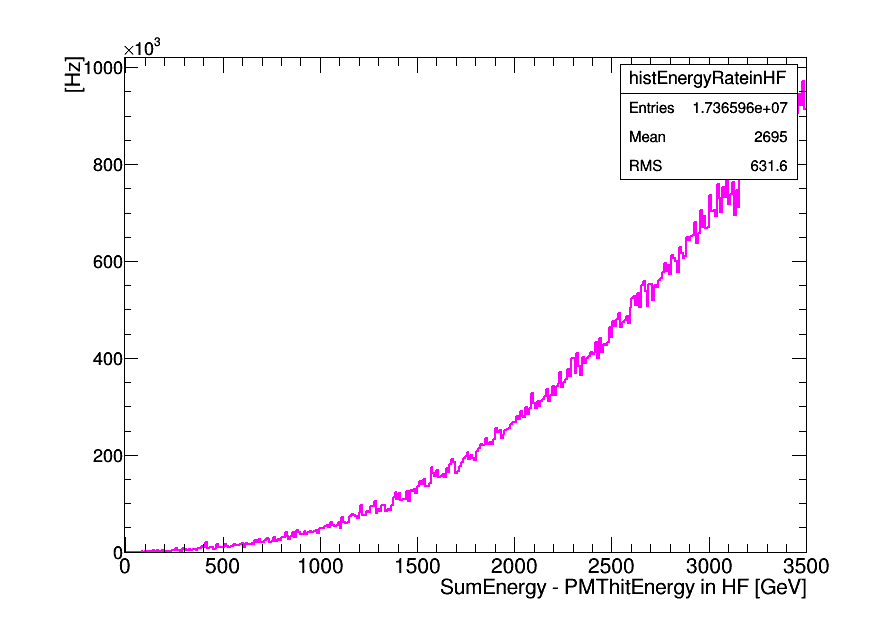 ×10³
[Hz]
1000
800
600
400
200
0
histEnergyRateinHF
Entries 1.736596e+07
Mean 2695
RMS 631.6
0 500 1000 1500 2000 2500 3000 3500
SumEnergy - PMThitEnergy in HF [GeV]